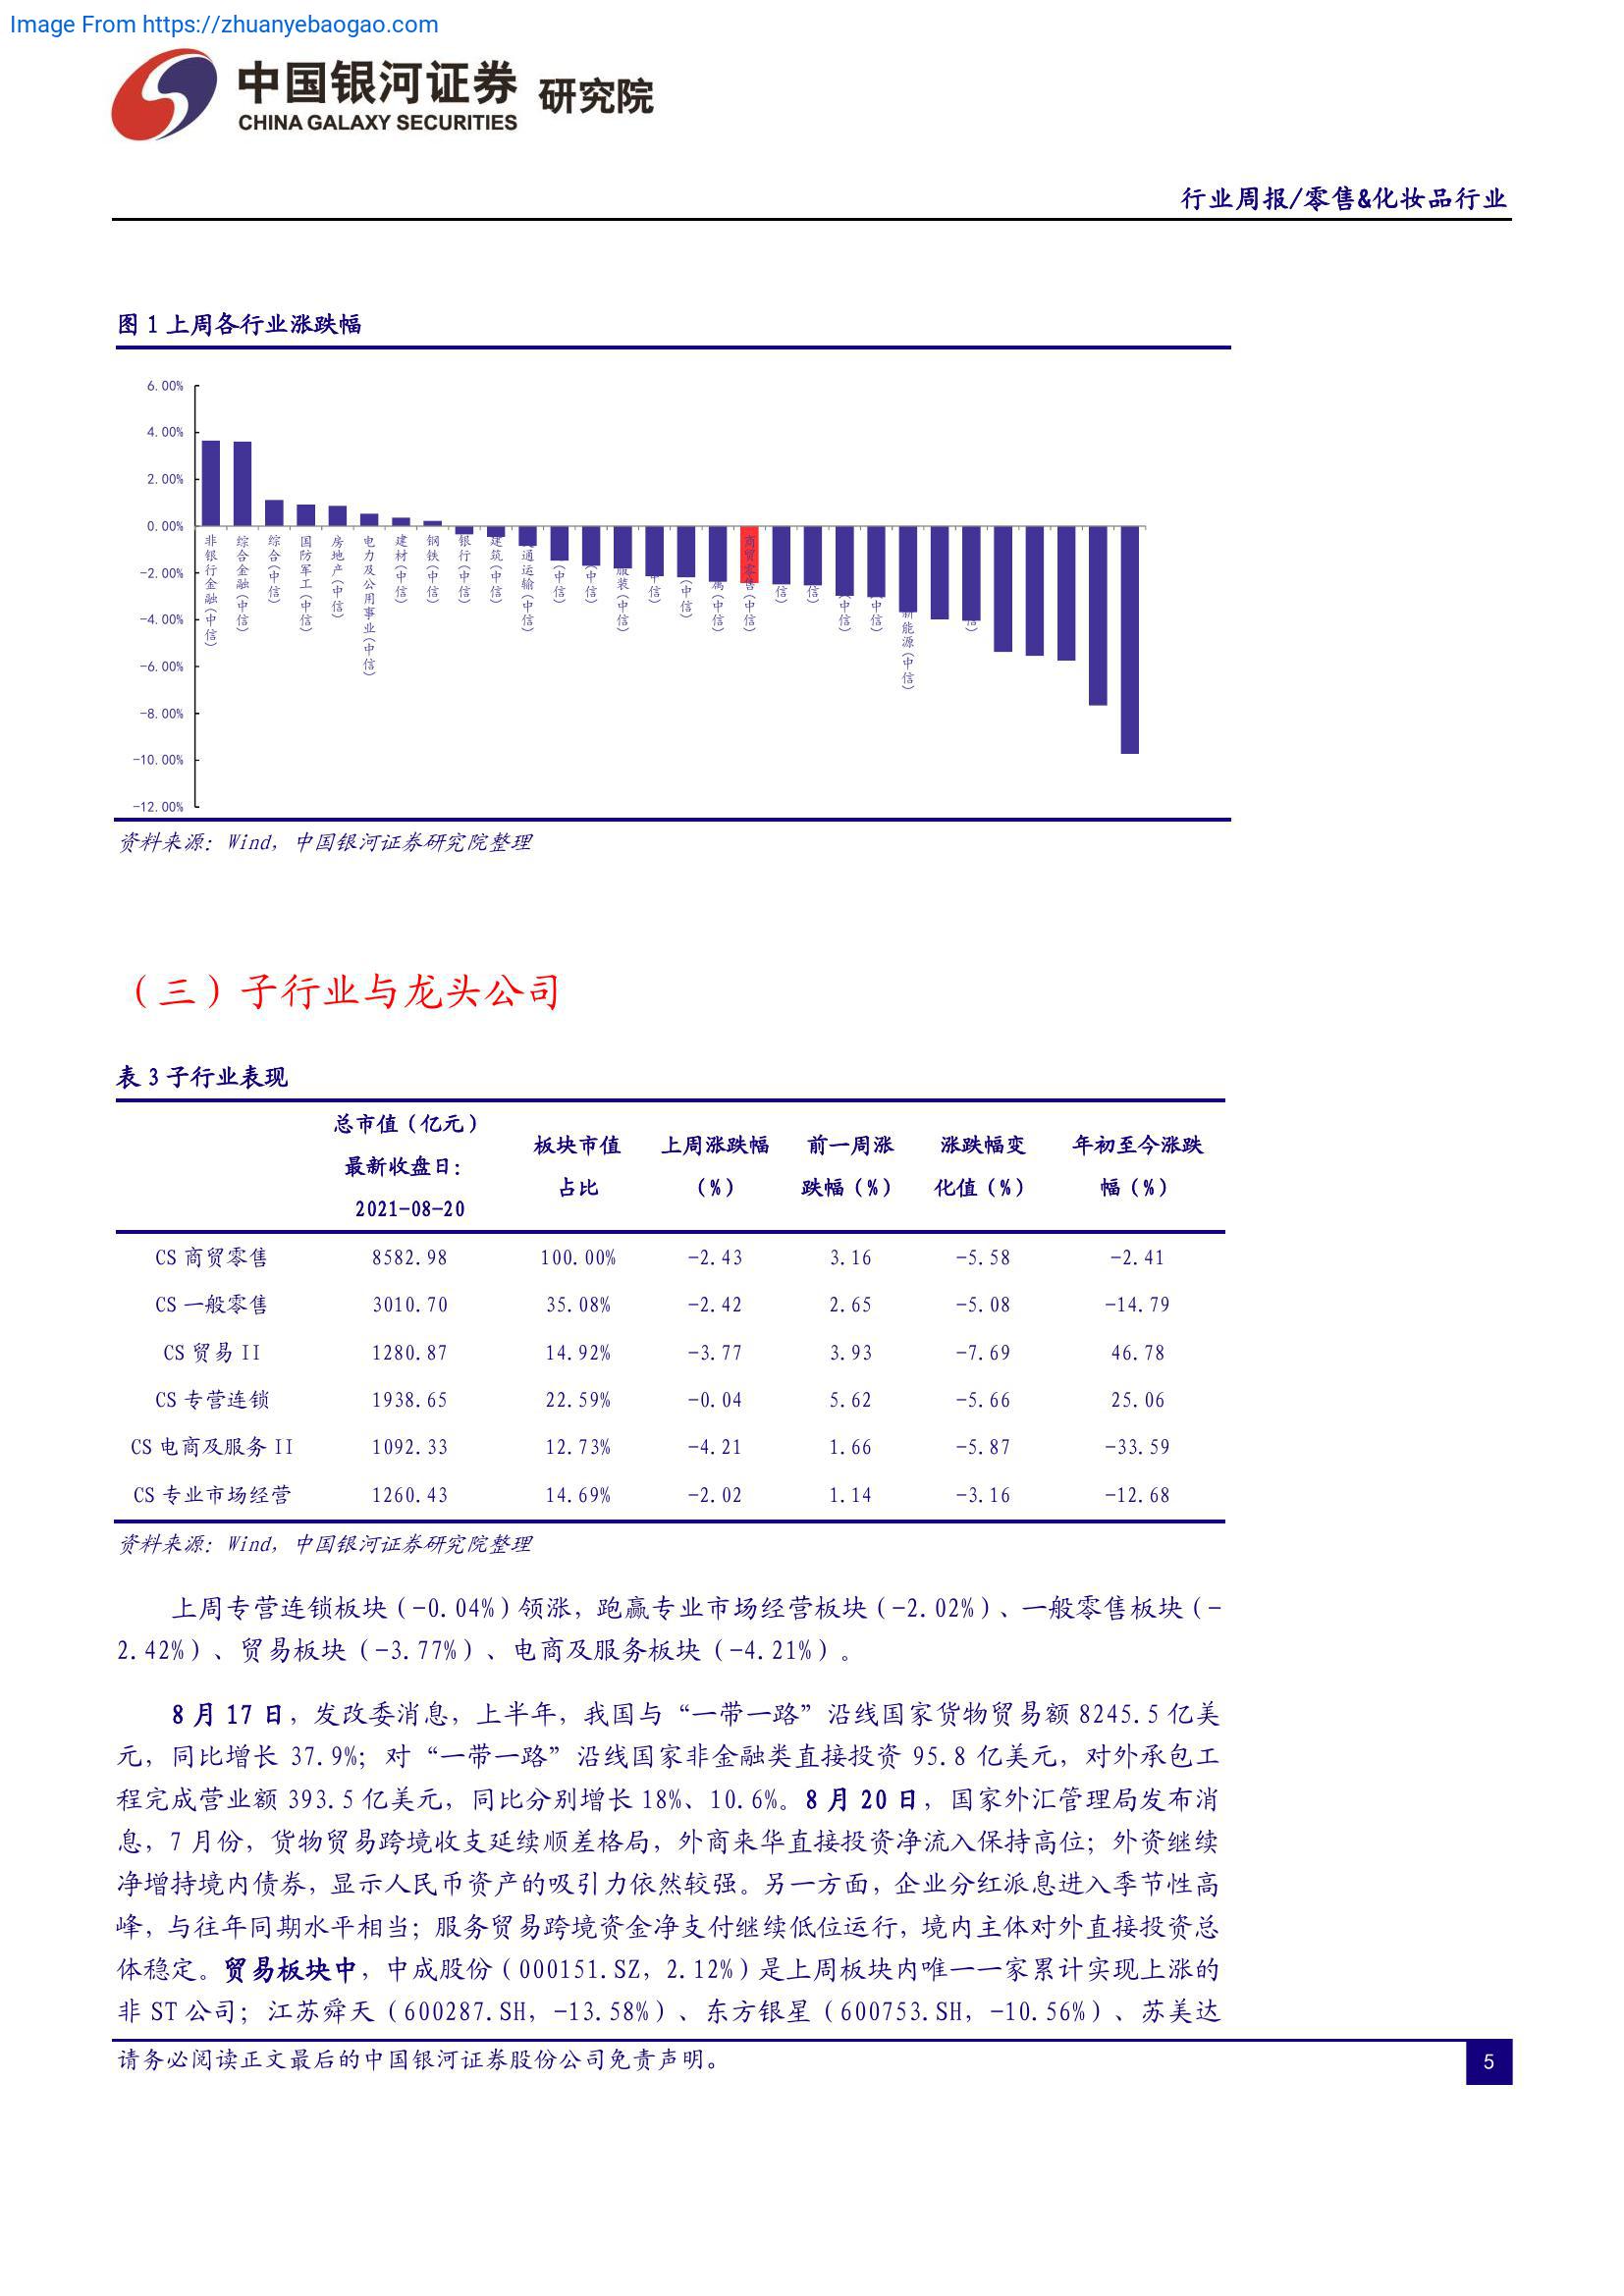 Image From https://zhuanyebaogao.com
中国银河证券 研究院
CHINA GALAXY SECURITIES
行业周报/零售&化妆品行业
图 1 上周各行业涨跌幅
6.00%
4.00%
2.00%
0.00%
-2.00%
-4.00%
-6.00%
-8.00%
-10.00%
-12.00%
非银行金融(中信)
综合金融(中信)
综合(中信)
国防军工(中信)
房地产(中信)
电力及公用事业(中信)
建材(中信)
钢铁(中信)
银行(中信)
建筑(中信)
通运输(中信)
(中信)
(中信)
服装(中信)
中信)
(中信)
属(中信)
商贸零售(中信)
信)
信)
(中信)
中信)
新能源(中信)
信)
资料来源: Wind, 中国银河证券研究院整理
（三）子行业与龙头公司
表 3 子行业表现
总市值（亿元） 最新收盘日: 2021-08-20 板块市值占比 上周涨跌幅（%） 前一周涨跌幅（%） 涨跌幅变化值（%） 年初至今涨跌幅（%）
CS 商贸零售 8582.98 100.00% -2.43 3.16 -5.58 -2.41
CS 一般零售 3010.70 35.08% -2.42 2.65 -5.08 -14.79
CS 贸易 II 1280.87 14.92% -3.77 3.93 -7.69 46.78
CS 专营连锁 1938.65 22.59% -0.04 5.62 -5.66 25.06
CS 电商及服务 II 1092.33 12.73% -4.21 1.66 -5.87 -33.59
CS 专业市场经营 1260.43 14.69% -2.02 1.14 -3.16 -12.68
资料来源: Wind, 中国银河证券研究院整理
上周专营连锁板块（-0.04%）领涨，跑赢专业市场经营板块（-2.02%）、一般零售板块（-
2.42%）、贸易板块（-3.77%）、电商及服务板块（-4.21%）。
8 月 17 日，发改委消息，上半年，我国与“一带一路”沿线国家货物贸易额 8245.5 亿美
元，同比增长 37.9%；对“一带一路”沿线国家非金融类直接投资 95.8 亿美元，对外承包工
程完成营业额 393.5 亿美元，同比分别增长 18%、10.6%。8 月 20 日，国家外汇管理局发布消
息，7 月份，货物贸易跨境收支延续顺差格局，外商来华直接投资净流入保持高位；外资继续
净增持境内债券，显示人民币资产的吸引力依然较强。另一方面，企业分红派息进入季节性高
峰，与往年同期水平相当；服务贸易跨境资金净支付继续低位运行，境内主体对外直接投资总
体稳定。贸易板块中，中成股份（000151.SZ，2.12%）是上周板块内唯一一家累计实现上涨的
非 ST 公司；江苏舜天（600287.SH，-13.58%）、东方银星（600753.SH，-10.56%）、苏美达
请务必阅读正文最后的中国银河证券股份公司免责声明。
5